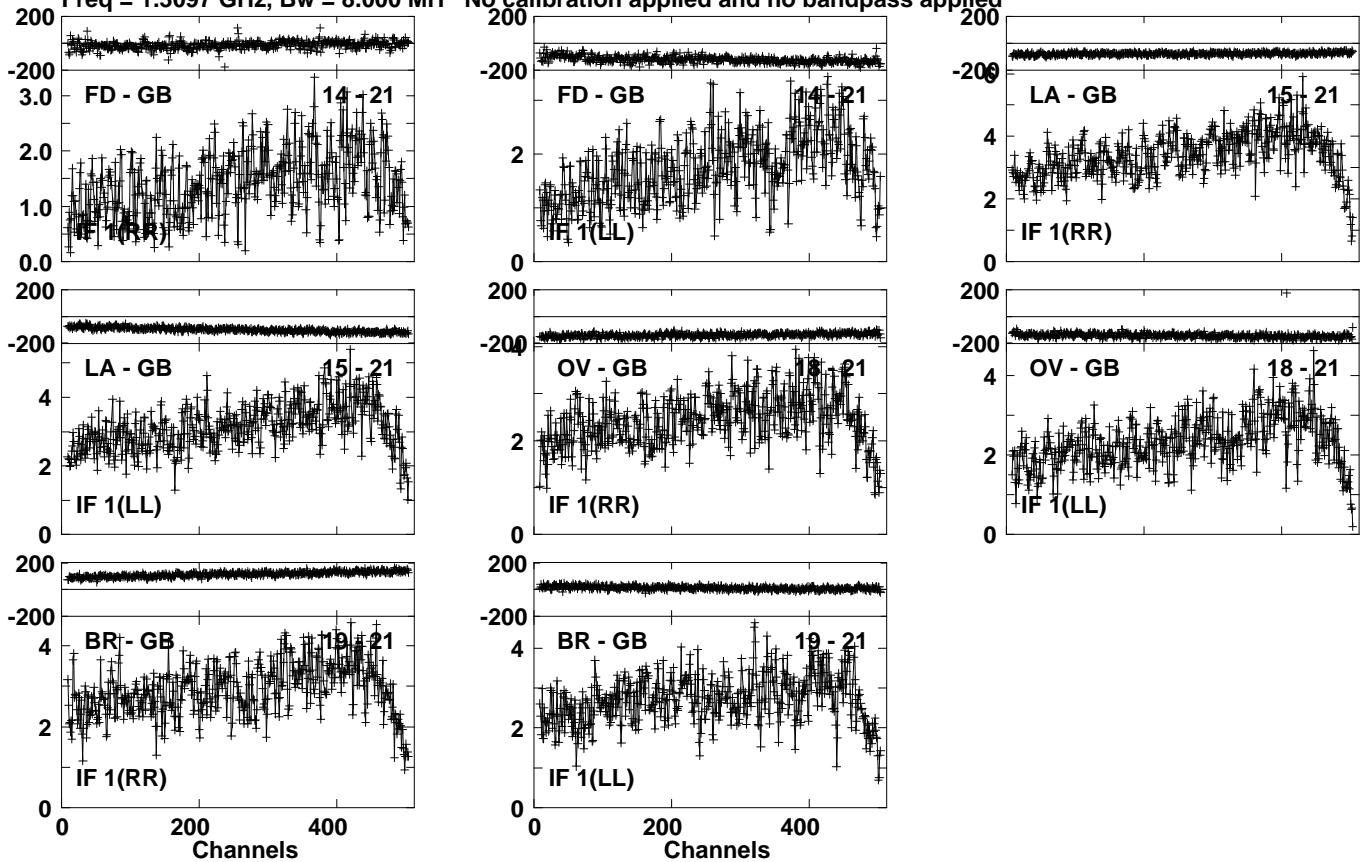 Freq = 1.3097 GHz, Bw = 8.000 MH No calibration applied and no bandpass applied
200
-200
3.0
2.0
1.0
0.0
FD - GB 14 - 21
IF 1(RR)
-200
2
0
FD - GB 14 - 21
IF 1(LL)
200
-200
6
4
2
0
LA - GB 15 - 21
IF 1(RR)
200
-200
4
2
0
LA - GB 15 - 21
IF 1(LL)
200
-200
4
2
0
OV - GB 18 - 21
IF 1(RR)
200
-200
4
2
0
OV - GB 18 - 21
IF 1(LL)
200
-200
4
2
0
BR - GB 19 - 21
IF 1(RR)
0 200 400
Channels
200
-200
4
2
0
BR - GB 19 - 21
IF 1(LL)
0 200 400
Channels